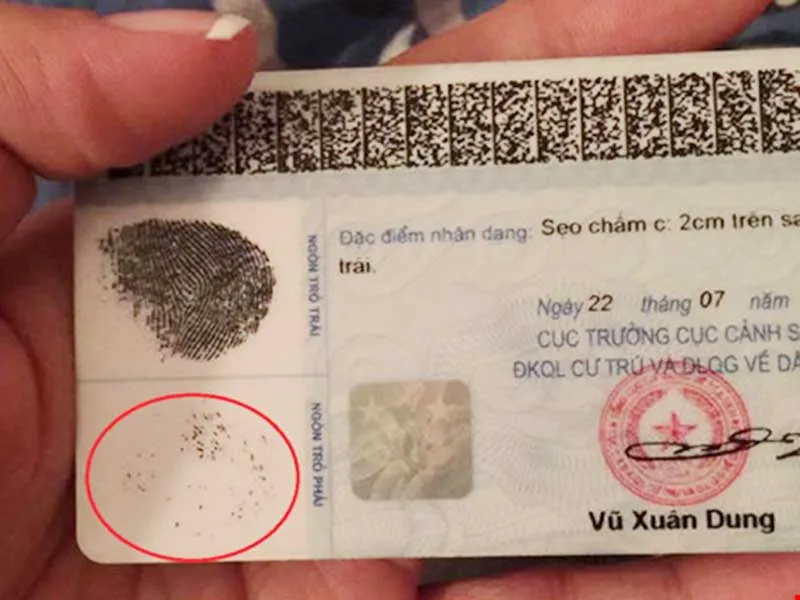 Đặc điểm nhân dạng: Sẹo chấm c: 2cm trên sa
trái.
NGÓN TRỎ TRÁI
Ngày 22 tháng 07 năm
CỤC TRƯỞNG CỤC CẢNH S
ĐKQL CƯ TRÚ VÀ DLQG VỀ DÂ
NGÓN TRỎ PHẢI
Vũ Xuân Dung